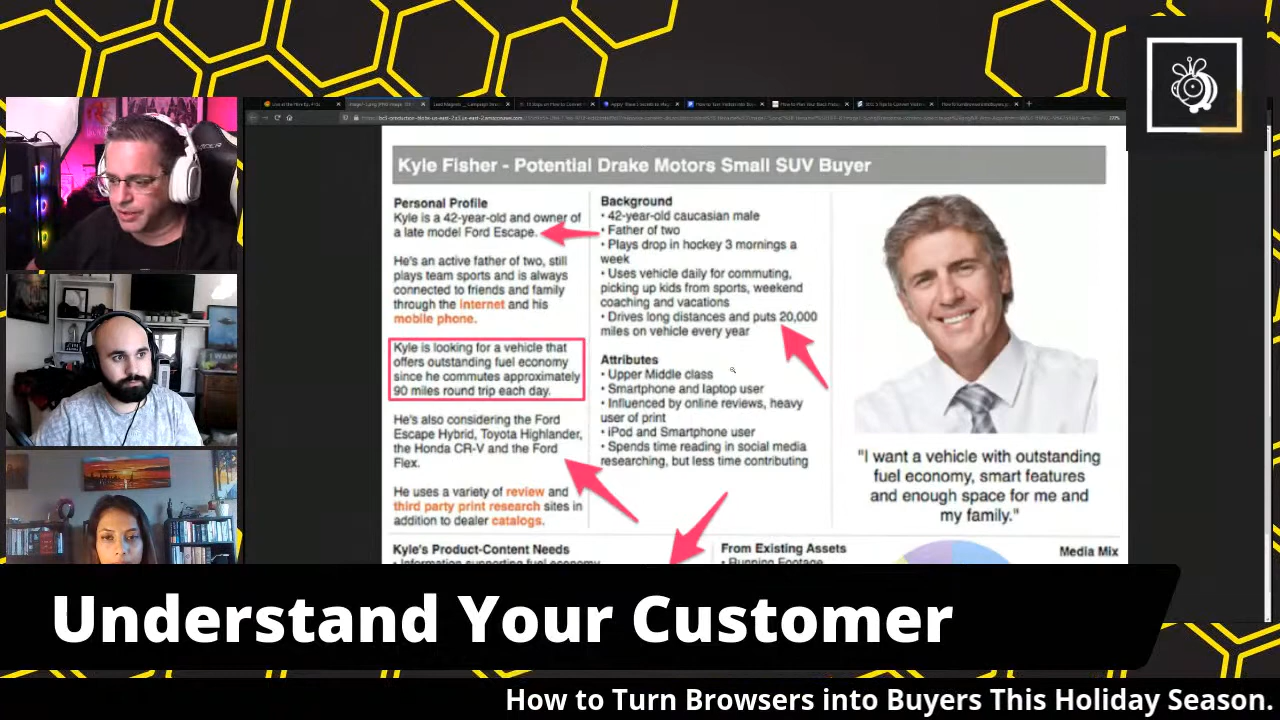 Kyle Fisher - Potential Drake Motors Small SUV Buyer
Personal Profile
Kyle is a 42-year-old and owner of
a late model Ford Escape.
He's an active father of two, still
plays team sports and is always
connected to friends and family
through the internet and his
mobile phone.
Kyle is looking for a vehicle that
offers outstanding fuel economy
since he commutes approximately
90 miles round trip each day.
He's also considering the Ford
Escape Hybrid, Toyota Highlander,
the Honda CR-V and the Ford
Flex.
He uses a variety of review and
third party print research sites in
addition to dealer catalogs.
Background
• 42-year-old caucasian male
• Father of two
• Plays drop in hockey 3 mornings a
week
• Uses vehicle daily for commuting,
picking up kids from sports, weekend
coaching and vacations
• Drives long distances and puts 20,000
miles on vehicle every year
Attributes
• Upper Middle class
• Smartphone and laptop user
• Influenced by online reviews, heavy
user of print
• iPod and Smartphone user
• Spends time reading in social media
researching, but less time contributing
"I want a vehicle with outstanding
fuel economy, smart features
and enough space for me and
my family."
Kyle's Product-Content Needs
• Information supporting fuel economy
From Existing Assets
• Running Footage
Media Mix
Understand Your Customer
How to Turn Browsers into Buyers This Holiday Season.